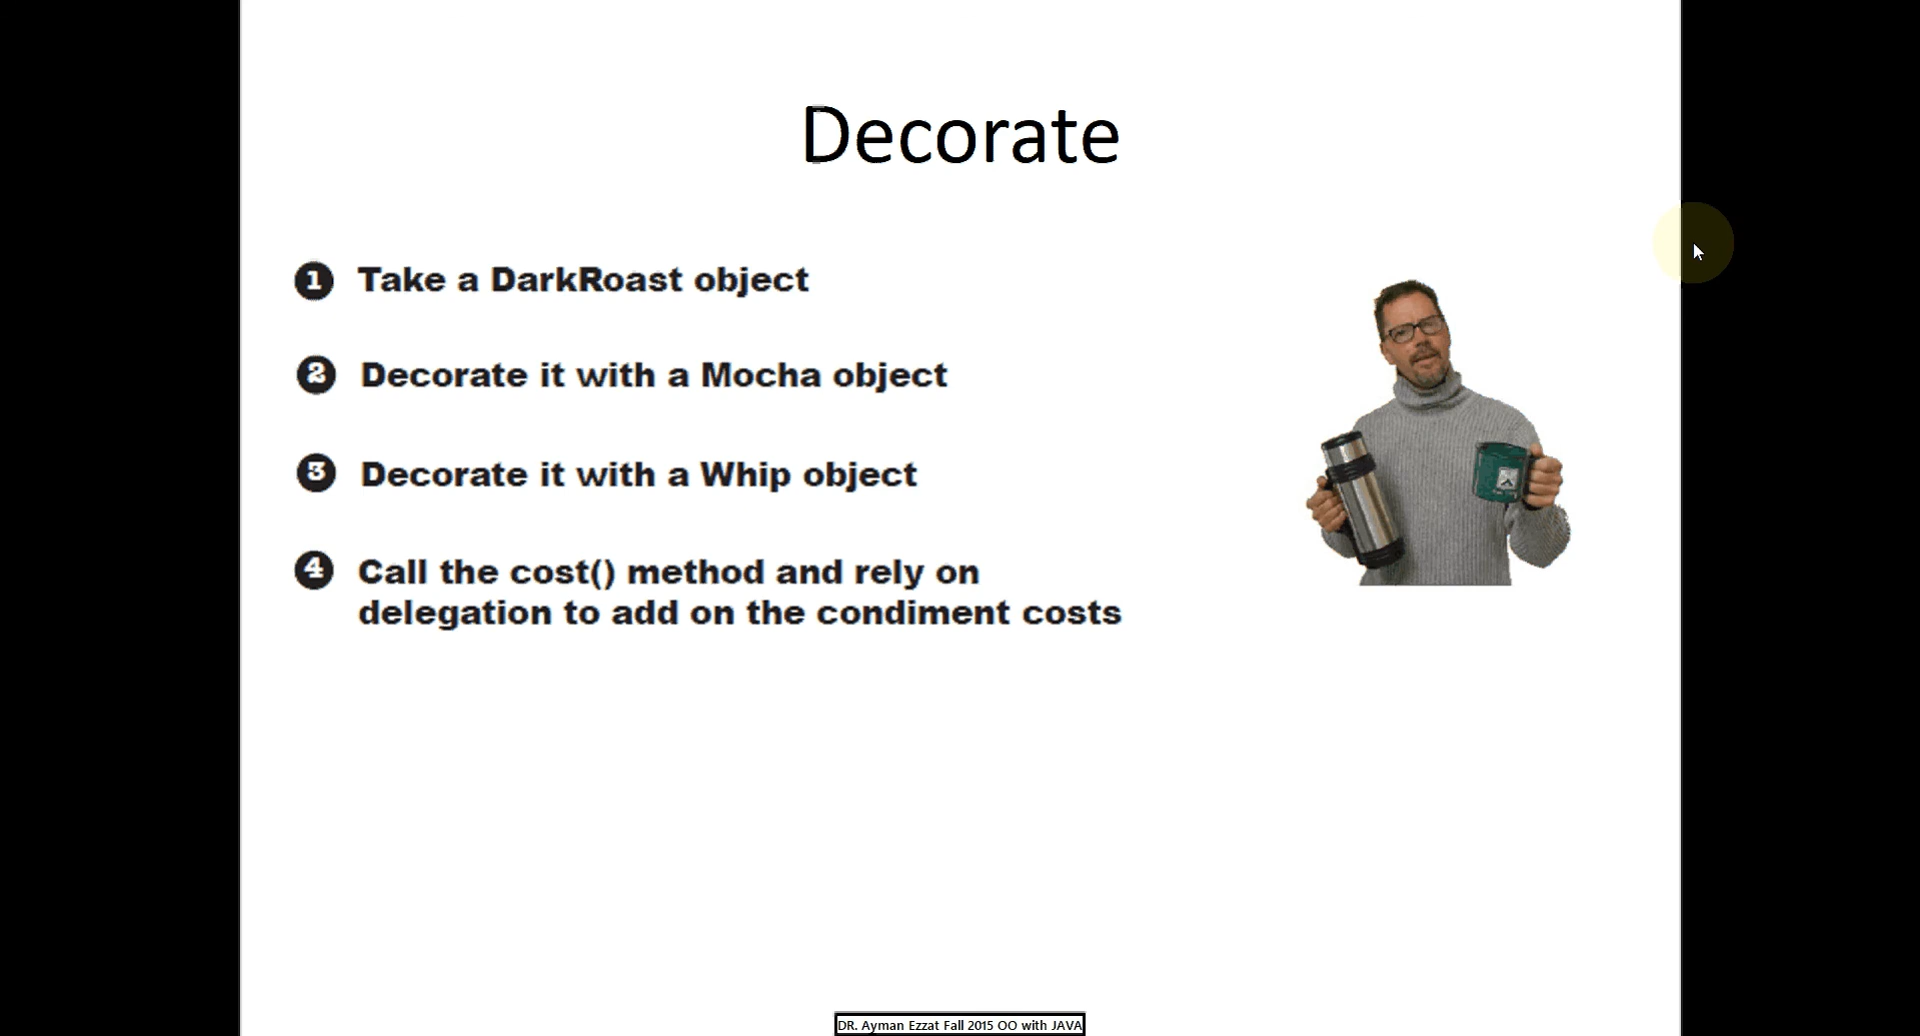 Decorate
1 Take a DarkRoast object
2 Decorate it with a Mocha object
3 Decorate it with a Whip object
4 Call the cost() method and rely on
delegation to add on the condiment costs
DR. Ayman Ezzat Fall 2015 OO with JAVA